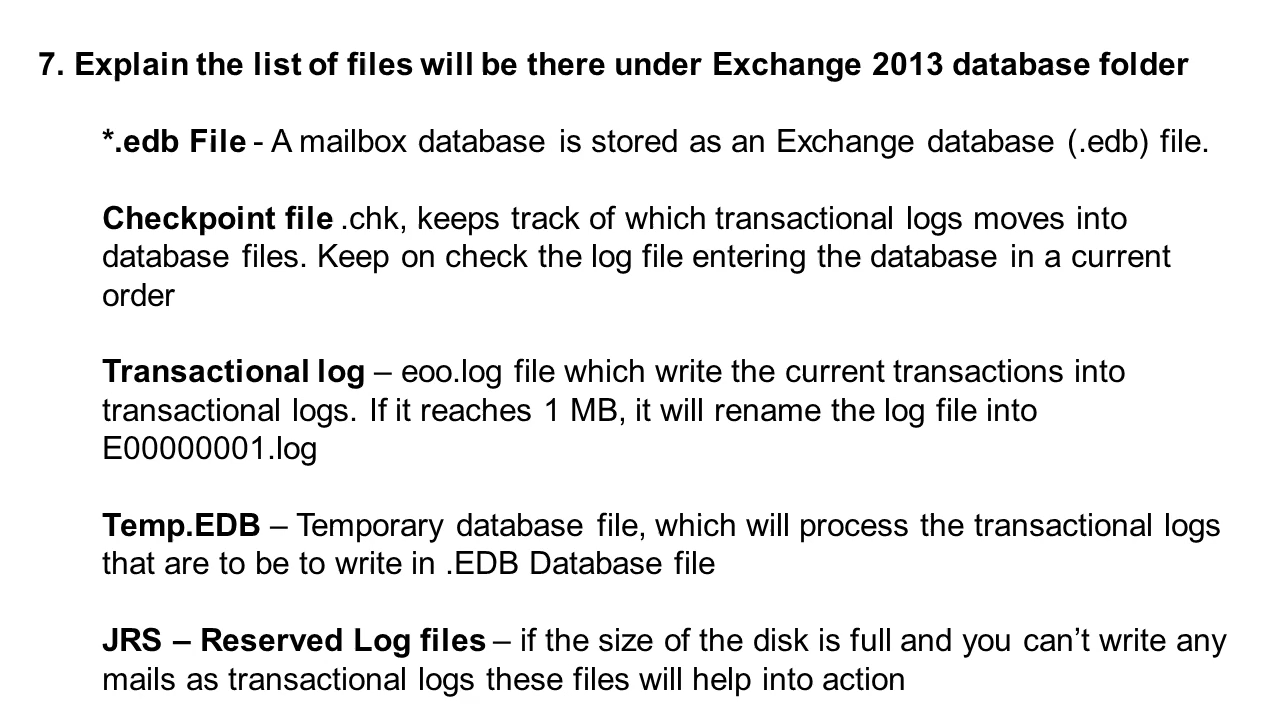 7. Explain the list of files will be there under Exchange 2013 database folder
*.edb File - A mailbox database is stored as an Exchange database (.edb) file.
Checkpoint file .chk, keeps track of which transactional logs moves into
database files. Keep on check the log file entering the database in a current
order
Transactional log – eoo.log file which write the current transactions into
transactional logs. If it reaches 1 MB, it will rename the log file into
E00000001.log
Temp.EDB – Temporary database file, which will process the transactional logs
that are to be to write in .EDB Database file
JRS – Reserved Log files – if the size of the disk is full and you can’t write any
mails as transactional logs these files will help into action